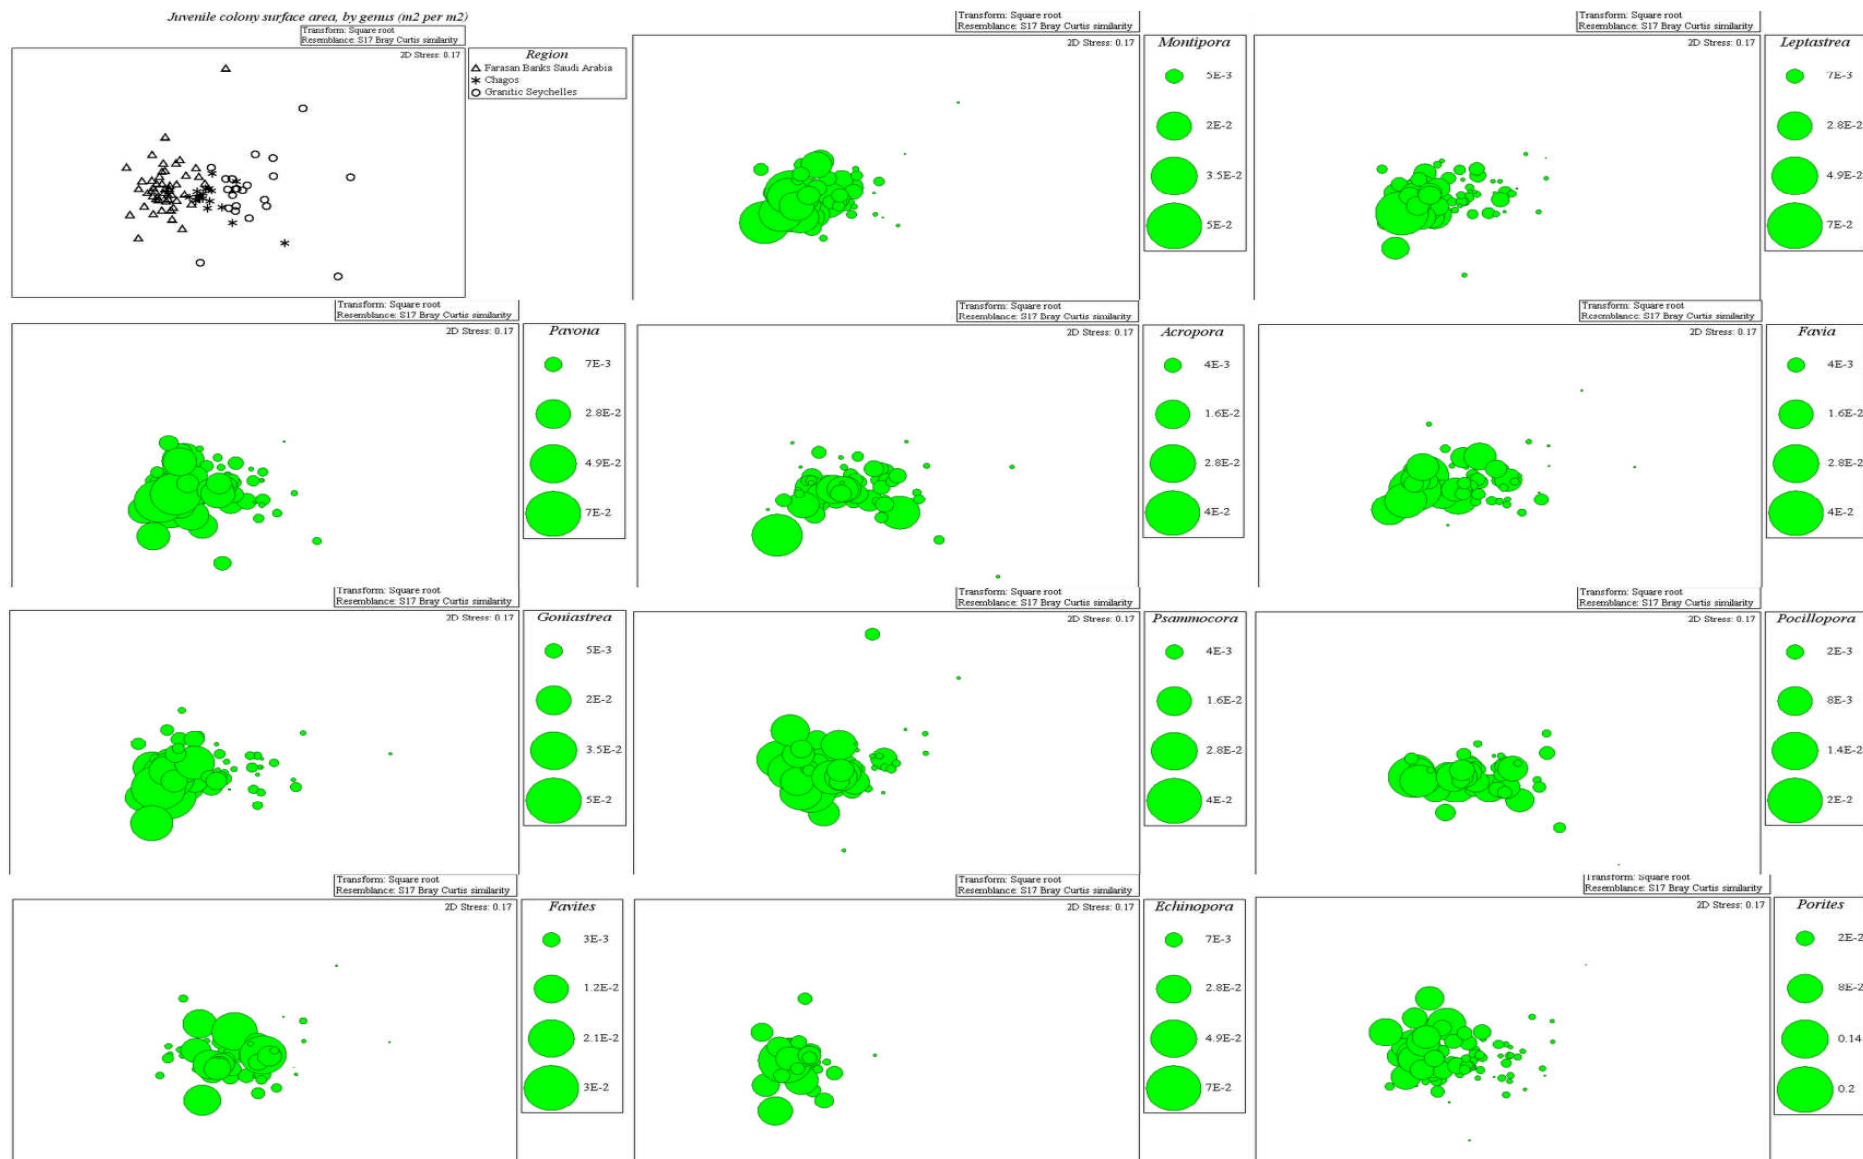 Juvenile colony surface area, by genus (m2 per m2)
Transform: Square root
Resemblance: S17 Bray Curtis similarity
2D Stress: 0.17
Region
Farasan Banks Saudi Arabia
Chagos
Granitic Seychelles
Transform: Square root
Resemblance: S17 Bray Curtis similarity
2D Stress: 0.17
Montipora
5E-3
2E-2
3.5E-2
5E-2
Transform: Square root
Resemblance: S17 Bray Curtis similarity
2D Stress: 0.17
Leptastrea
7E-3
2.8E-2
4.9E-2
7E-2
Transform: Square root
Resemblance: S17 Bray Curtis similarity
2D Stress: 0.17
Pavona
7E-3
2.8E-2
4.9E-2
7E-2
Transform: Square root
Resemblance: S17 Bray Curtis similarity
2D Stress: 0.17
Acropora
4E-3
1.6E-2
2.8E-2
4E-2
Transform: Square root
Resemblance: S17 Bray Curtis similarity
2D Stress: 0.17
Favia
4E-3
1.6E-2
2.8E-2
4E-2
Transform: Square root
Resemblance: S17 Bray Curtis similarity
2D Stress: 0.17
Goniastrea
5E-3
2E-2
3.5E-2
5E-2
Transform: Square root
Resemblance: S17 Bray Curtis similarity
2D Stress: 0.17
Psammocora
4E-3
1.6E-2
2.8E-2
4E-2
Transform: Square root
Resemblance: S17 Bray Curtis similarity
2D Stress: 0.17
Pocillopora
2E-3
8E-3
1.4E-2
2E-2
Transform: Square root
Resemblance: S17 Bray Curtis similarity
2D Stress: 0.17
Favites
3E-3
1.2E-2
2.1E-2
3E-2
Transform: Square root
Resemblance: S17 Bray Curtis similarity
2D Stress: 0.17
Echinopora
7E-3
2.8E-2
4.9E-2
7E-2
Transform: Square root
Resemblance: S17 Bray Curtis similarity
2D Stress: 0.17
Porites
2E-2
8E-2
0.14
0.2